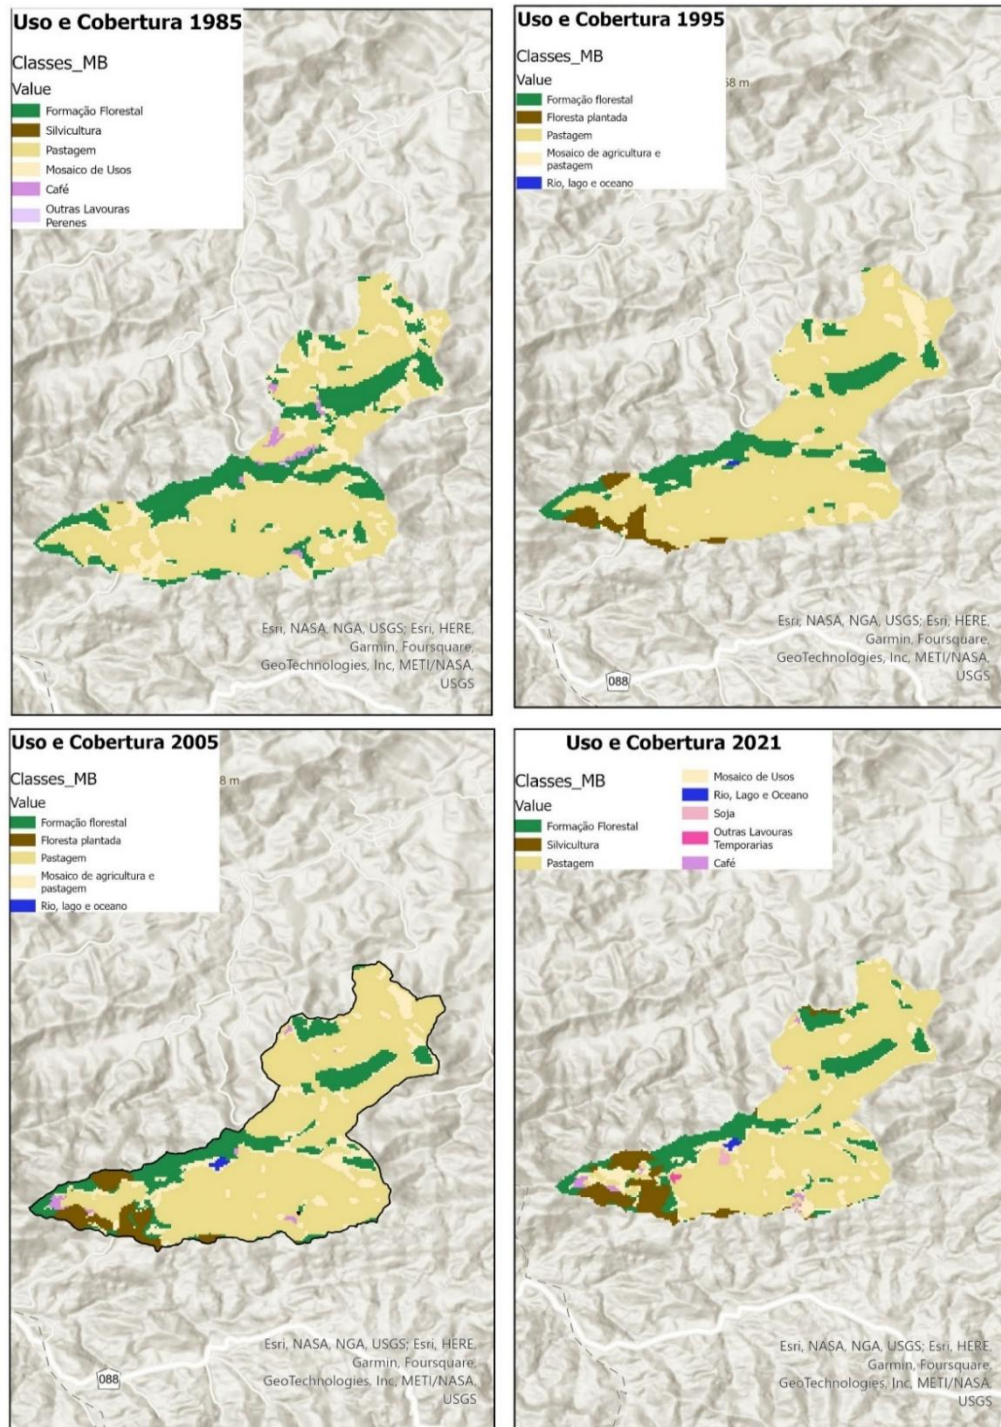 Uso e Cobertura 1985
Classes_MB
Value
Formação Florestal
Silvicultura
Pastagem
Mosaico de Usos
Café
Outras Lavouras
Perenes
Esri, NASA, NGA, USGS; Esri, HERE,
Garmin, Foursquare,
GeoTechnologies, Inc, METI/NASA,
USGS
Uso e Cobertura 1995
Classes_MB
Value
Formação florestal
Floresta plantada
Pastagem
Mosaico de agricultura e
pastagem
Rio, lago e oceano
8 m
Esri, NASA, NGA, USGS; Esri, HERE,
Garmin, Foursquare,
GeoTechnologies, Inc, METI/NASA,
USGS
088
Uso e Cobertura 2005
Classes_MB
Value
Formação florestal
Floresta plantada
Pastagem
Mosaico de agricultura e
pastagem
Rio, lago e oceano
8 m
Esri, NASA, NGA, USGS; Esri, HERE,
Garmin, Foursquare,
GeoTechnologies, Inc, METI/NASA,
USGS
088
Uso e Cobertura 2021
Classes_MB
Value
Formação Florestal
Silvicultura
Pastagem
Mosaico de Usos
Rio, Lago e Oceano
Soja
Outras Lavouras
Temporarias
Café
Esri, NASA, NGA, USGS; Esri, HERE,
Garmin, Foursquare,
GeoTechnologies, Inc, METI/NASA,
USGS